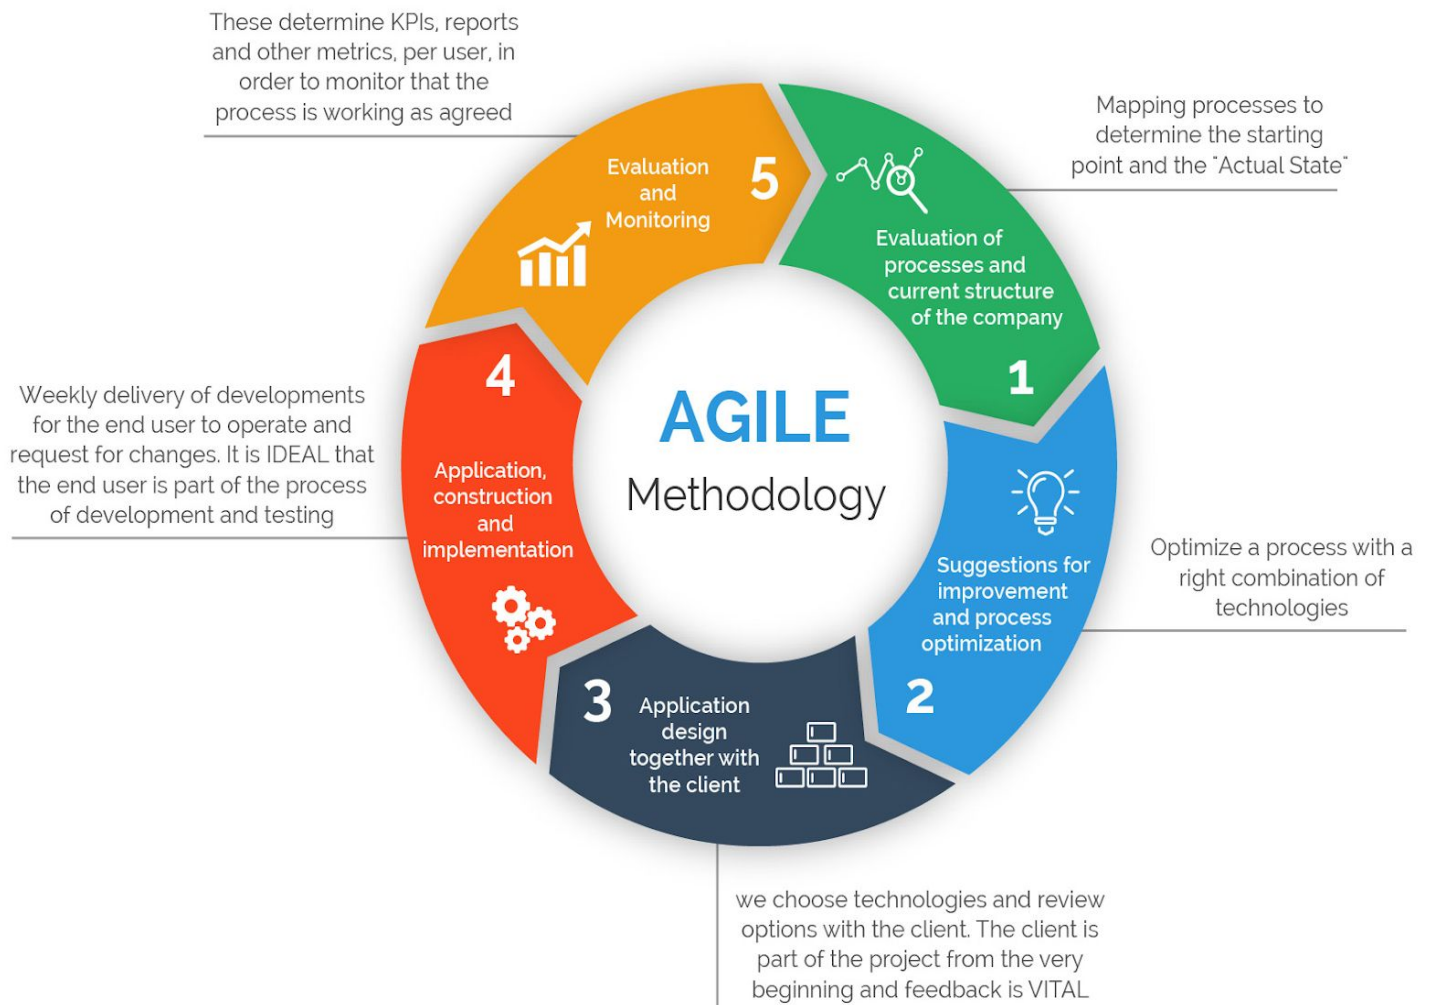 These determine KPIs, reports
and other metrics, per user, in
order to monitor that the
process is working as agreed
Mapping processes to
determine the starting
point and the "Actual State"
Evaluation
and
Monitoring
5
Evaluation of
processes and
current structure
of the company
1
AGILE
Methodology
Weekly delivery of developments
for the end user to operate and
request for changes. It is IDEAL that
the end user is part of the process
of development and testing
4
Application,
construction
and
implementation
Optimize a process with a
right combination of
technologies
Suggestions for
improvement
and process
optimization
2
3
Application
design
together with
the client
we choose technologies and review
options with the client. The client is
part of the project from the very
beginning and feedback is VITAL